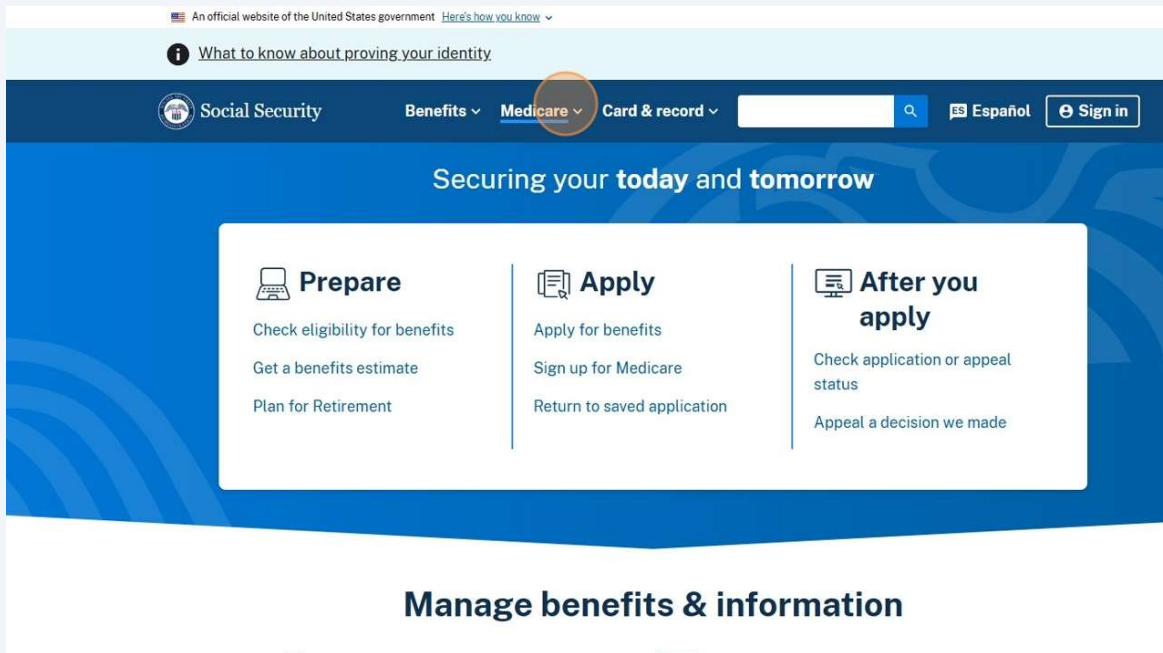 An official website of the United States government Here's how you know
What to know about proving your identity
Social Security Benefits Medicare Card & record ES Español Sign in
Securing your today and tomorrow
Prepare
Check eligibility for benefits
Get a benefits estimate
Plan for Retirement
Apply
Apply for benefits
Sign up for Medicare
Return to saved application
After you
apply
Check application or appeal
status
Appeal a decision we made
Manage benefits & information